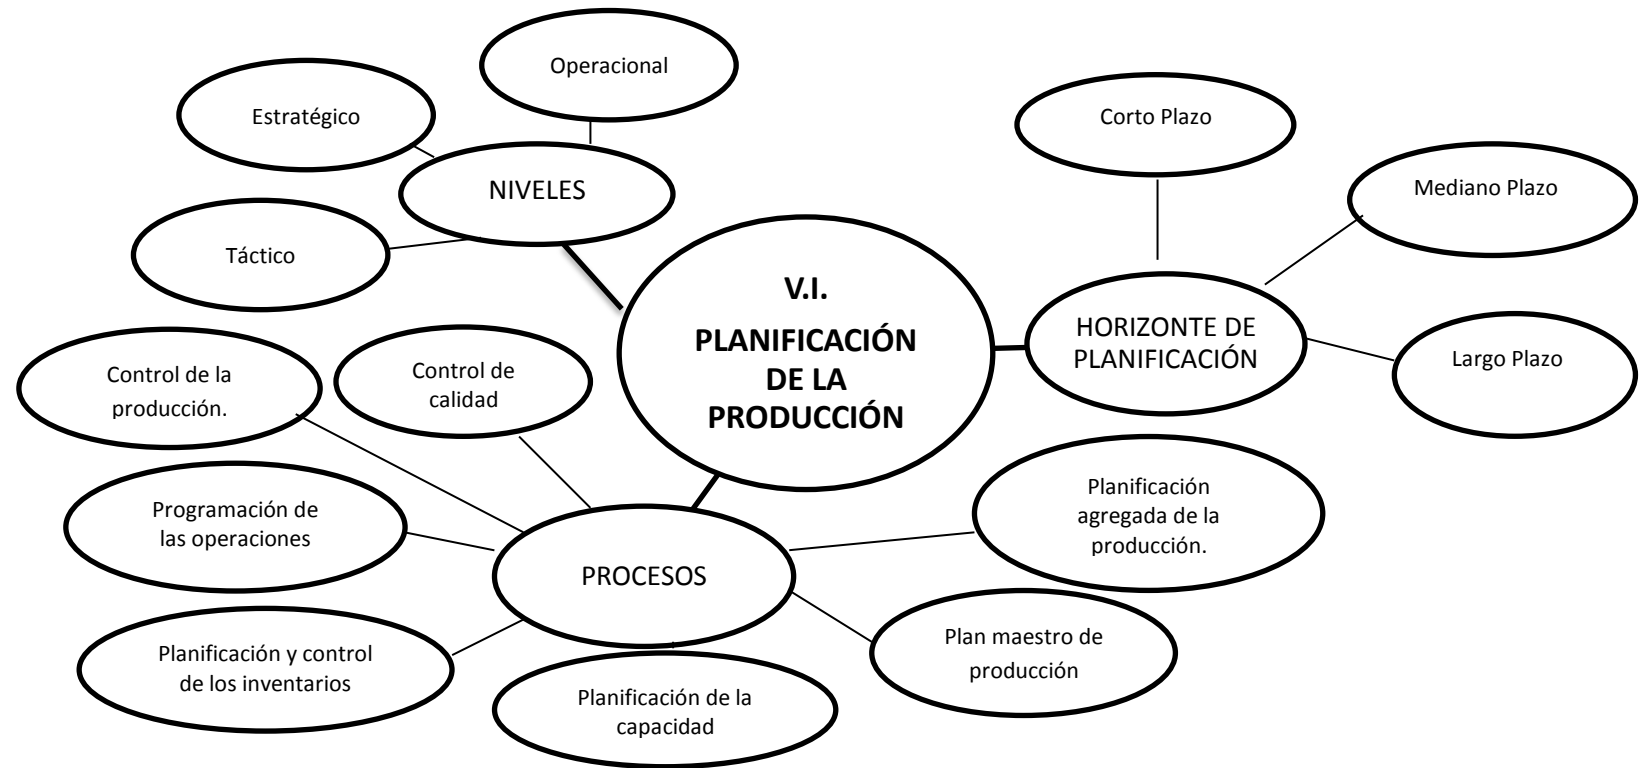 Operacional
Estratégico
NIVELES
Táctico
Corto Plazo
Mediano Plazo
V.I.
PLANIFICACIÓN
DE LA
PRODUCCIÓN
HORIZONTE DE
PLANIFICACIÓN
Largo Plazo
Control de la
producción.
Control de
calidad
Programación de
las operaciones
Planificación
agregada de la
producción.
PROCESOS
Planificación y control
de los inventarios
Plan maestro de
producción
Planificación de la
capacidad